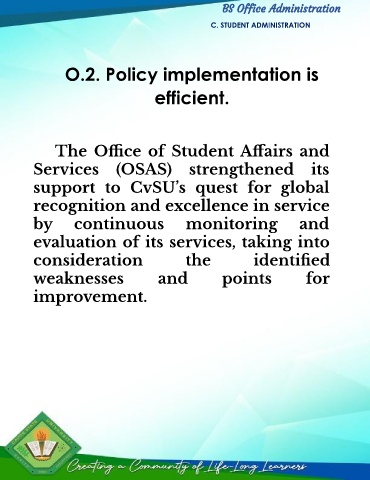 BS Office Administration
C. STUDENT ADMINISTRATION
O.2. Policy implementation is
efficient.
The Office of Student Affairs and
Services (OSAS) strengthened its
support to CvSU's quest for global
recognition and excellence in service
by continuous monitoring and
evaluation of its services, taking into
consideration the identified
weaknesses and points for
improvement.
Creating a Community of Life-Long Learners